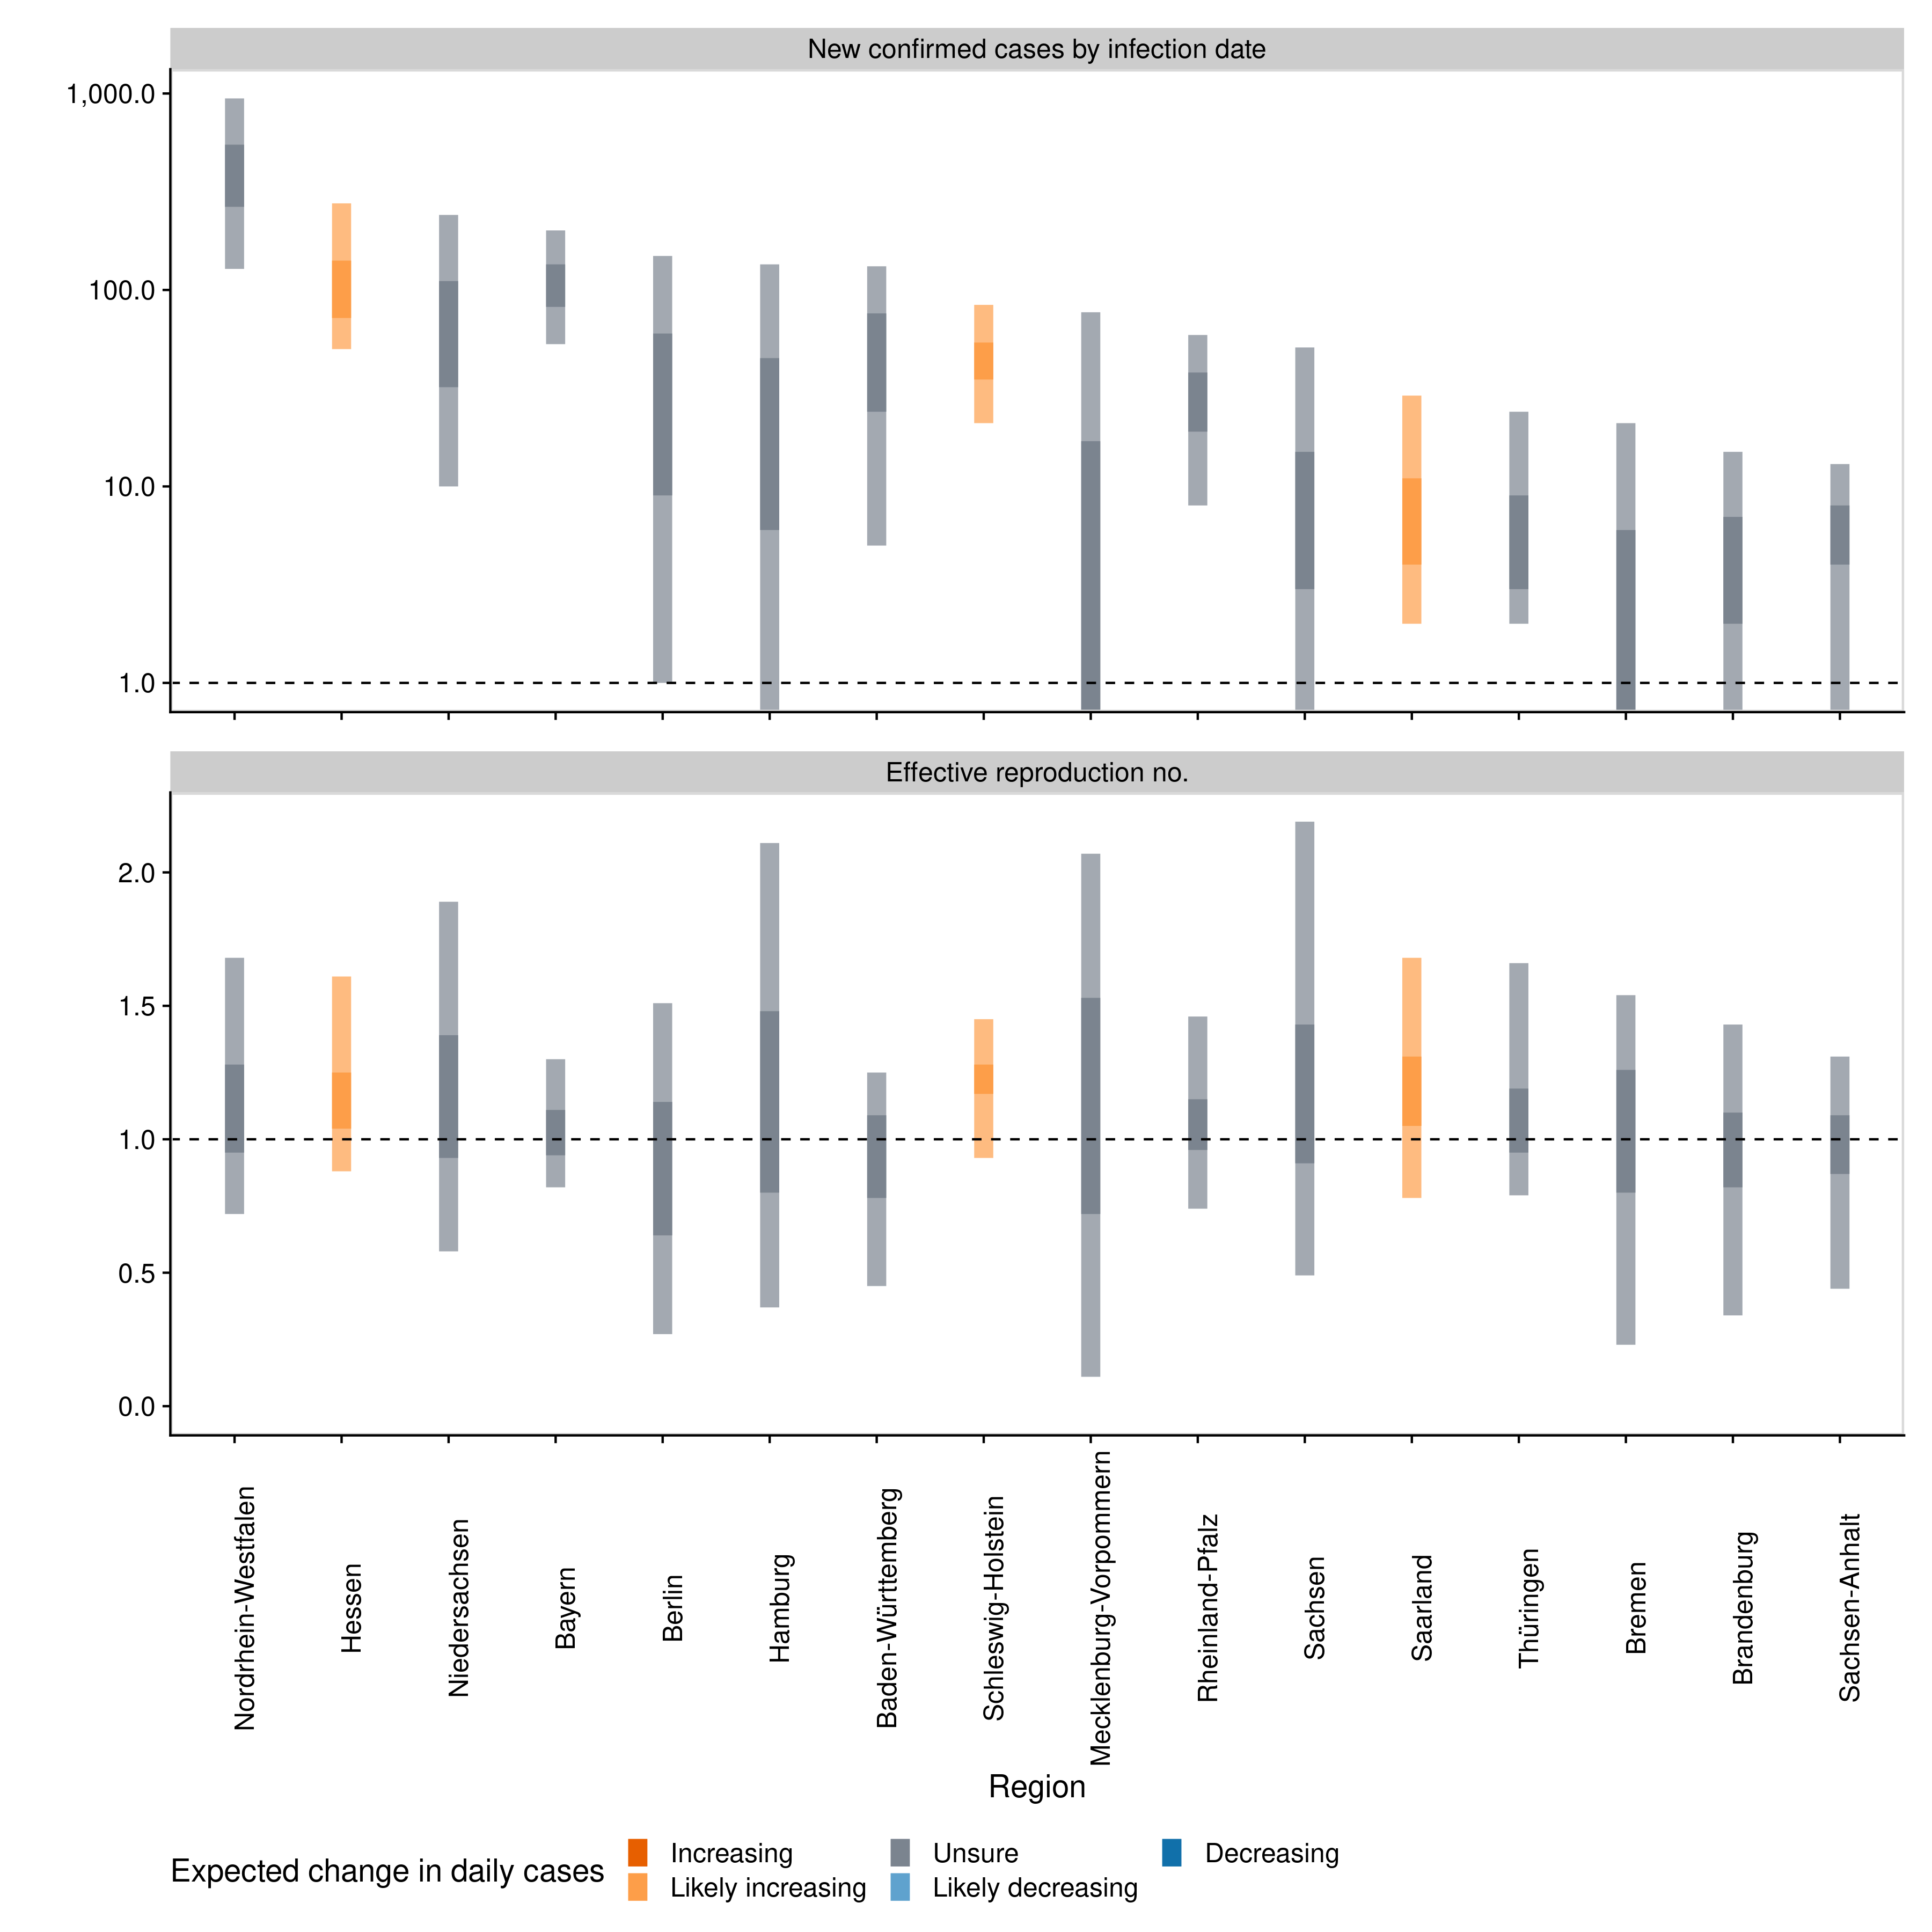 New confirmed cases by infection date
1,000.0
100.0
10.0
1.0
Effective reproduction no.
2.0
1.5
1.0
0.5
0.0
Nordrhein-Westfalen
Hessen
Niedersachsen
Bayern
Berlin
Hamburg
Baden-Württemberg
Schleswig-Holstein
Mecklenburg-Vorpommern
Rheinland-Pfalz
Sachsen
Saarland
Thüringen
Bremen
Brandenburg
Sachsen-Anhalt
Region
Expected change in daily cases
Increasing
Likely increasing
Unsure
Likely decreasing
Decreasing